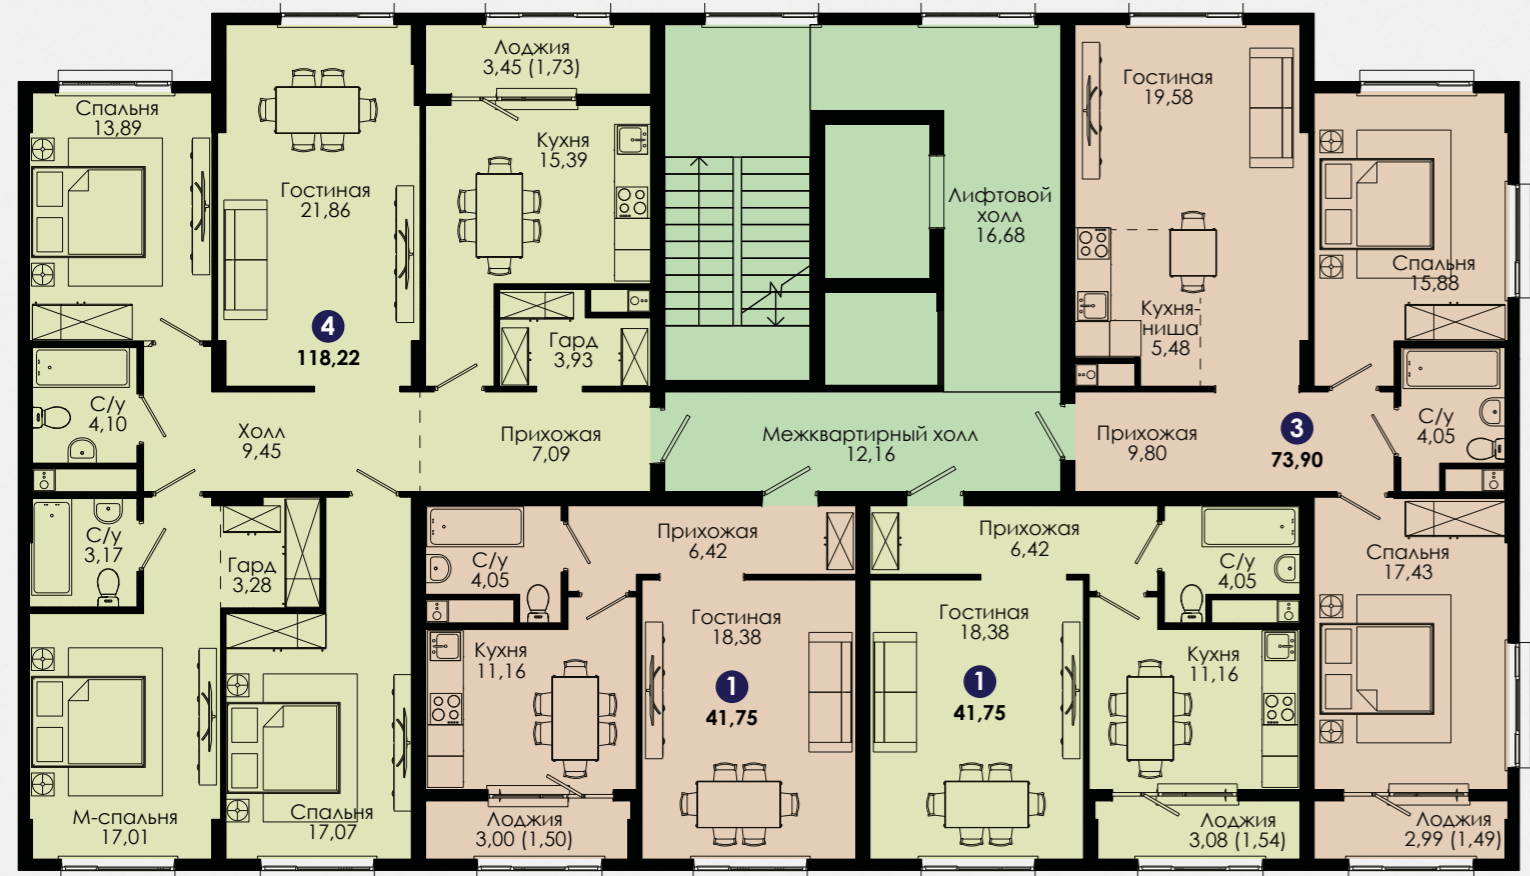 Спальня
13,89
Гостиная
21,86
4
118,22
Лоджия
3,45 (1,73)
Кухня
15,39
Гард
3,93
С/у
4,10
Холл
9,45
Прихожая
7,09
С/у
3,17
Гард
3,28
М-спальня
17,01
Спальня
17,07
Лифтовой
холл
16,68
Межквартирный холл
12,16
Гостиная
19,58
Кухня-
ниша
5,48
Спальня
15,88
Прихожая
9,80
3
73,90
С/у
4,05
Спальня
17,43
Лоджия
2,99 (1,49)
Прихожая
6,42
С/у
4,05
Кухня
11,16
Гостиная
18,38
1
41,75
Лоджия
3,00 (1,50)
Прихожая
6,42
С/у
4,05
Гостиная
18,38
1
41,75
Кухня
11,16
Лоджия
3,08 (1,54)